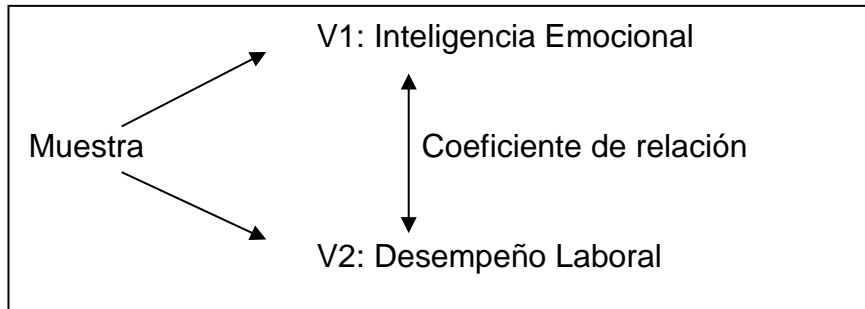 V1: Inteligencia Emocional
Muestra
Coeficiente de relación
V2: Desempeño Laboral